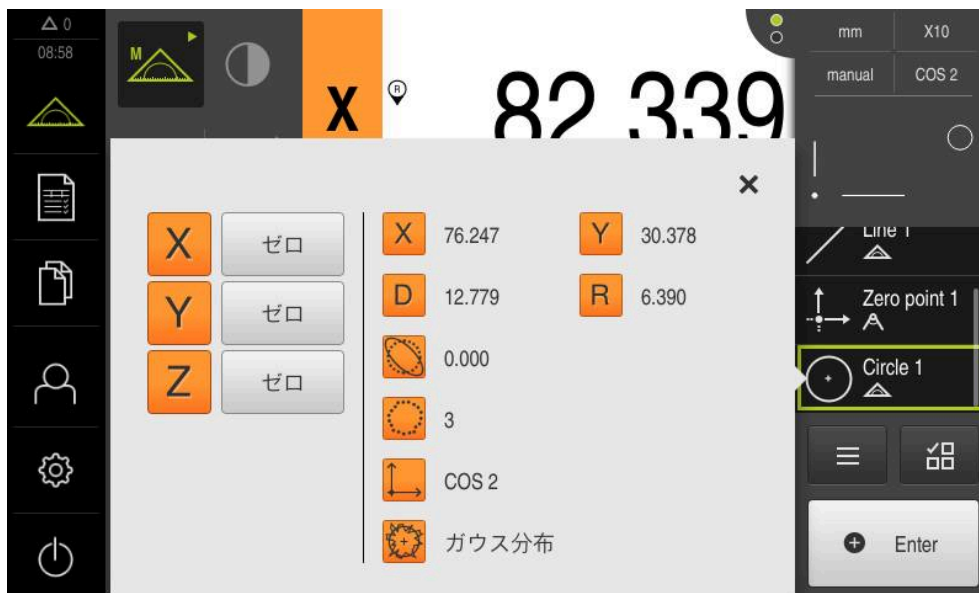 0
08:58
M
X
R
82.339
mm X10
manual COS 2
X ゼロ
Y ゼロ
Z ゼロ
X 76.247 Y 30.378
D 12.779 R 6.390
0.000
3
COS 2
ガウス分布
Line 1
Zero point 1
Circle 1
Enter